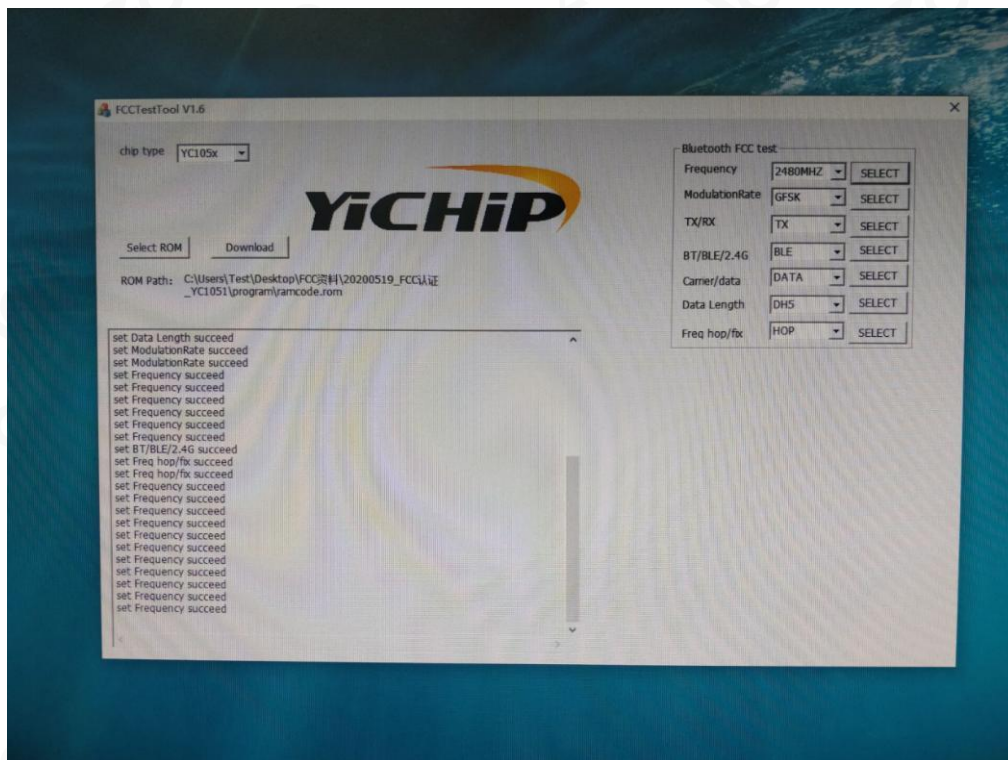 FCCTestTool V1.6
chip type
YC105x
YiCHiP
Select ROM
Download
ROM Path:
C:\Users\Test\Desktop\FCC资料\20200519_FCC认证
_YC1051\program\ramcode.rom
Bluetooth FCC test
Frequency
2480MHZ
SELECT
ModulationRate
GFSK
SELECT
TX/RX
TX
SELECT
BT/BLE/2.4G
BLE
SELECT
Carrier/data
DATA
SELECT
Data Length
DH5
SELECT
Freq hop/fix
HOP
SELECT
set Data Length succeed
set ModulationRate succeed
set ModulationRate succeed
set Frequency succeed
set Frequency succeed
set Frequency succeed
set Frequency succeed
set Frequency succeed
set Frequency succeed
set BT/BLE/2.4G succeed
set Freq hop/fix succeed
set Freq hop/fix succeed
set Frequency succeed
set Frequency succeed
set Frequency succeed
set Frequency succeed
set Frequency succeed
set Frequency succeed
set Frequency succeed
set Frequency succeed
set Frequency succeed
set Frequency succeed
set Frequency succeed